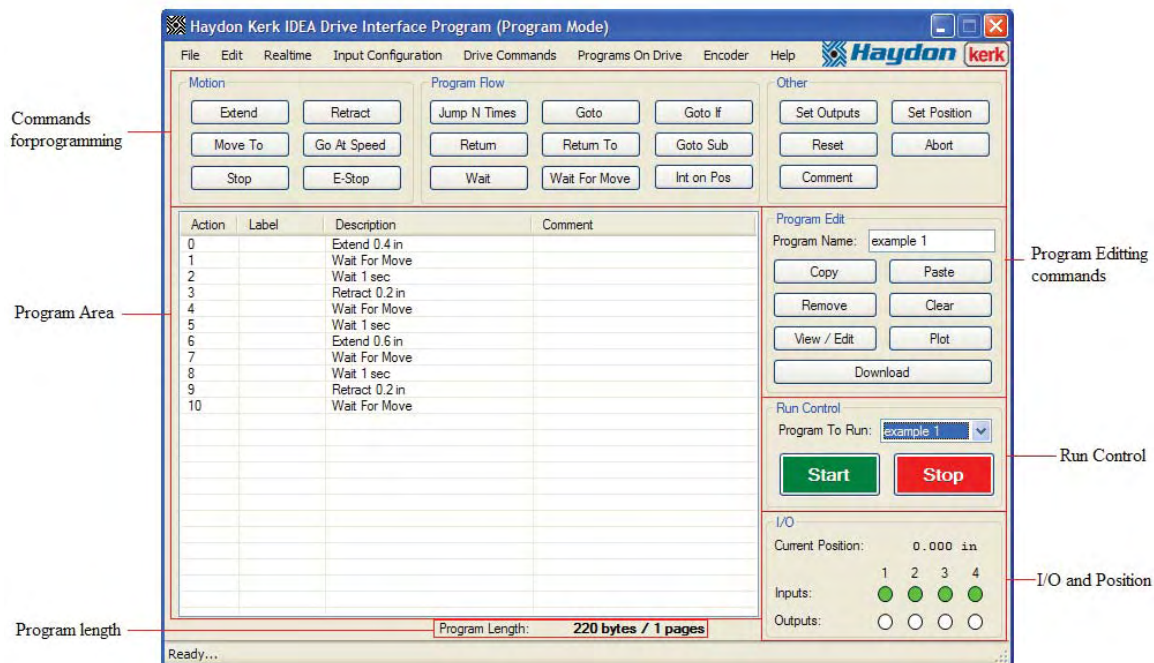 Haydon Kerk IDEA Drive Interface Program (Program Mode)
File Edit Realtime Input Configuration Drive Commands Programs On Drive Encoder Help Haydon kerk
Commands
forprogramming
Motion
Extend Retract
Move To Go At Speed
Stop E-Stop
Program Flow
Jump N Times Goto Goto If
Return Return To Goto Sub
Wait Wait For Move Int on Pos
Other
Set Outputs Set Position
Reset Abort
Comment
Program Area
Action Label Description Comment
0 Extend 0.4 in
1 Wait For Move
2 Wait 1 sec
3 Retract 0.2 in
4 Wait For Move
5 Wait 1 sec
6 Extend 0.6 in
7 Wait For Move
8 Wait 1 sec
9 Retract 0.2 in
10 Wait For Move
Program Edit
Program Name: example 1
Copy Paste
Remove Clear
View / Edit Plot
Download
Program Editting
commands
Run Control
Program To Run: example 1
Start Stop
Run Control
I/O
Current Position: 0.000 in
1 2 3 4
Inputs:
Outputs:
I/O and Position
Program length
Program Length: 220 bytes / 1 pages
Ready...